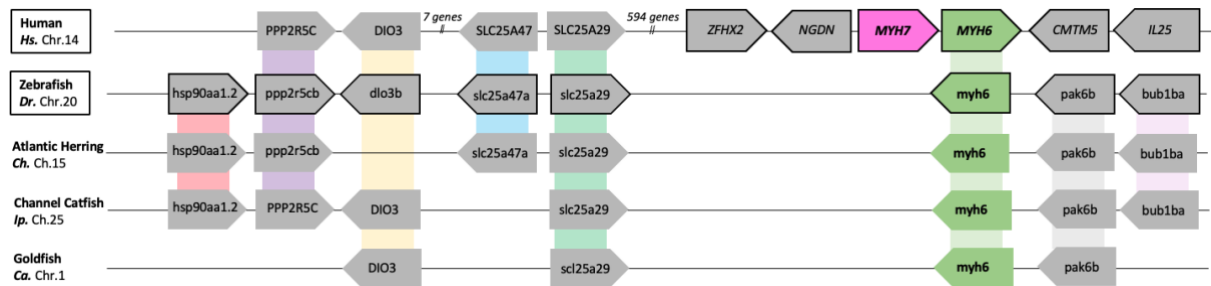 Human
Hs. Chr.14
PPP2R5C DIO3 7 genes // SLC25A47 SLC25A29 594 genes // ZFHX2 NGDN MYH7 MYH6 CMTM5 IL25
Zebrafish
Dr. Chr.20
hsp90aa1.2 ppp2r5cb dlo3b slc25a47a slc25a29 myh6 pak6b bub1ba
Atlantic Herring
Ch. Ch.15
hsp90aa1.2 ppp2r5cb slc25a47a slc25a29 myh6 pak6b bub1ba
Channel Catfish
Ip. Ch.25
hsp90aa1.2 PPP2R5C DIO3 slc25a29 myh6 pak6b bub1ba
Goldfish
Ca. Chr.1
DIO3 scl25a29 myh6 pak6b